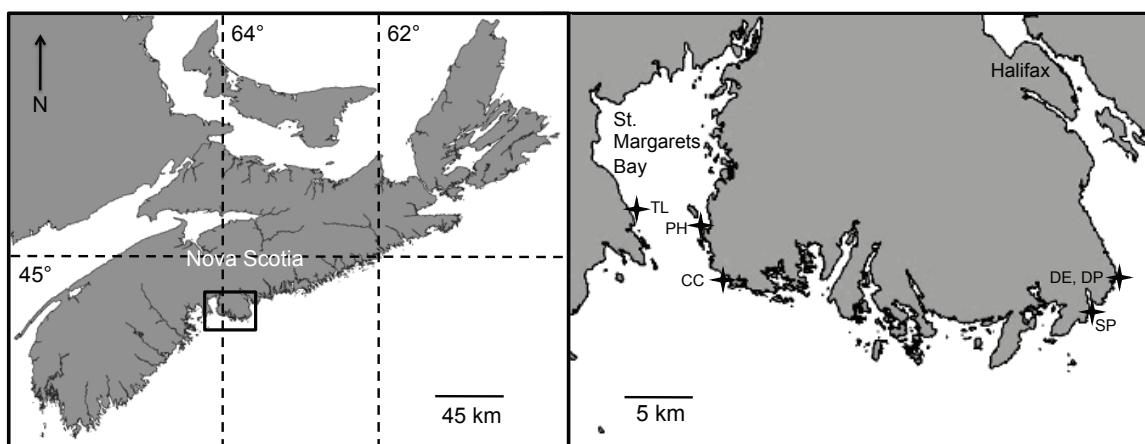 64°
62°
N
Nova Scotia
45°
45 km
Halifax
St.
Margarets
Bay
TL
PH
CC
DE, DP
SP
5 km